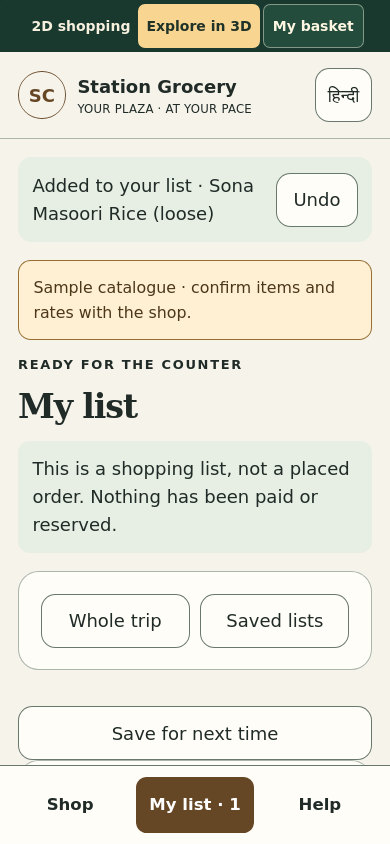 2D shopping Explore in 3D My basket
SC
Station Grocery
YOUR PLAZA · AT YOUR PACE
हिन्दी
Added to your list · Sona
Masoori Rice (loose)
Undo
Sample catalogue · confirm items and
rates with the shop.
READY FOR THE COUNTER
My list
This is a shopping list, not a placed
order. Nothing has been paid or
reserved.
Whole trip Saved lists
Save for next time
Shop My list · 1 Help